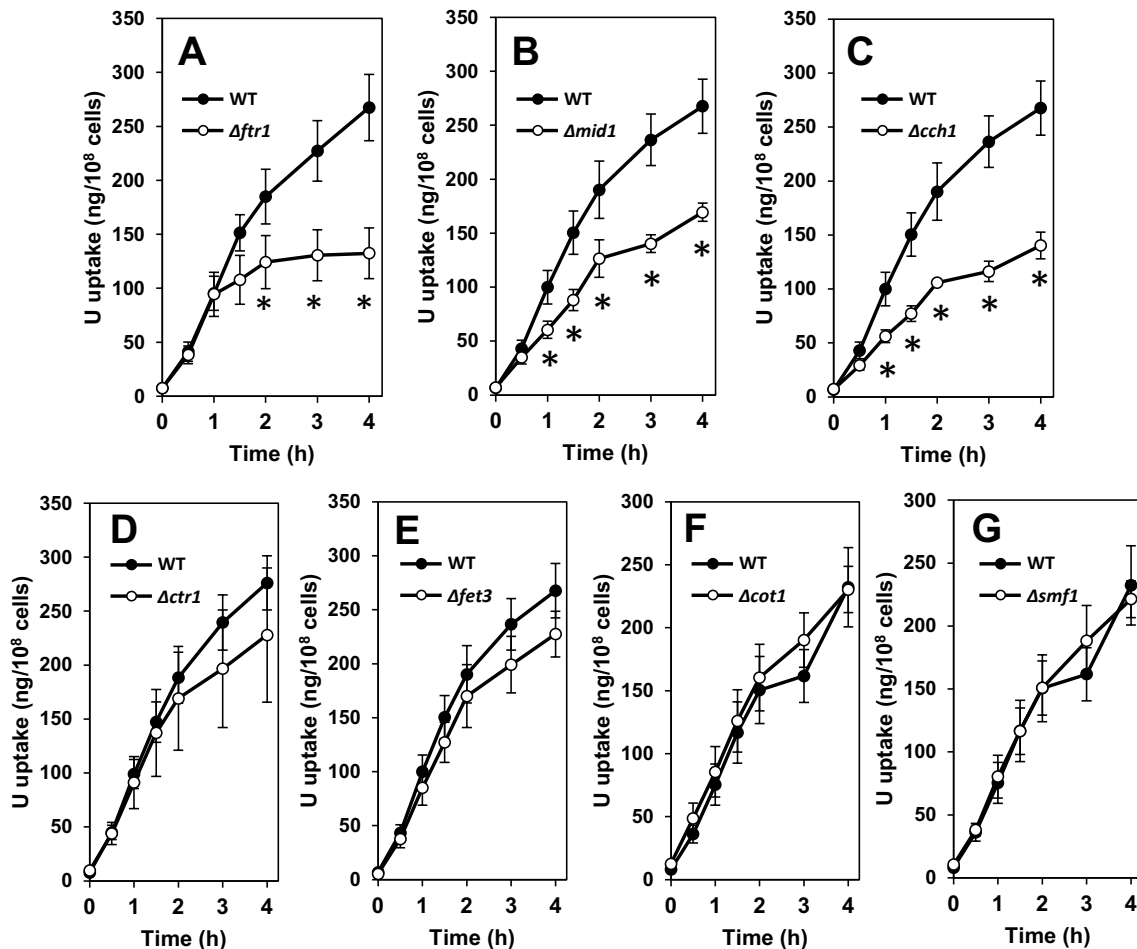 A
WT
Δftr1
U uptake (ng/10⁸ cells)
350
300
250
200
150
100
50
0
* * *
0 1 2 3 4
Time (h)
B
WT
Δmid1
U uptake (ng/10⁸ cells)
350
300
250
200
150
100
50
0
* * * * *
0 1 2 3 4
Time (h)
C
WT
Δcch1
U uptake (ng/10⁸ cells)
350
300
250
200
150
100
50
0
* * * * *
0 1 2 3 4
Time (h)
D
WT
Δctr1
U uptake (ng/10⁸ cells)
350
300
250
200
150
100
50
0
0 1 2 3 4
Time (h)
E
WT
Δfet3
U uptake (ng/10⁸ cells)
350
300
250
200
150
100
50
0
0 1 2 3 4
Time (h)
F
WT
Δcot1
U uptake (ng/10⁸ cells)
300
250
200
150
100
50
0
0 1 2 3 4
Time (h)
G
WT
Δsmf1
U uptake (ng/10⁸ cells)
300
250
200
150
100
50
0
0 1 2 3 4
Time (h)